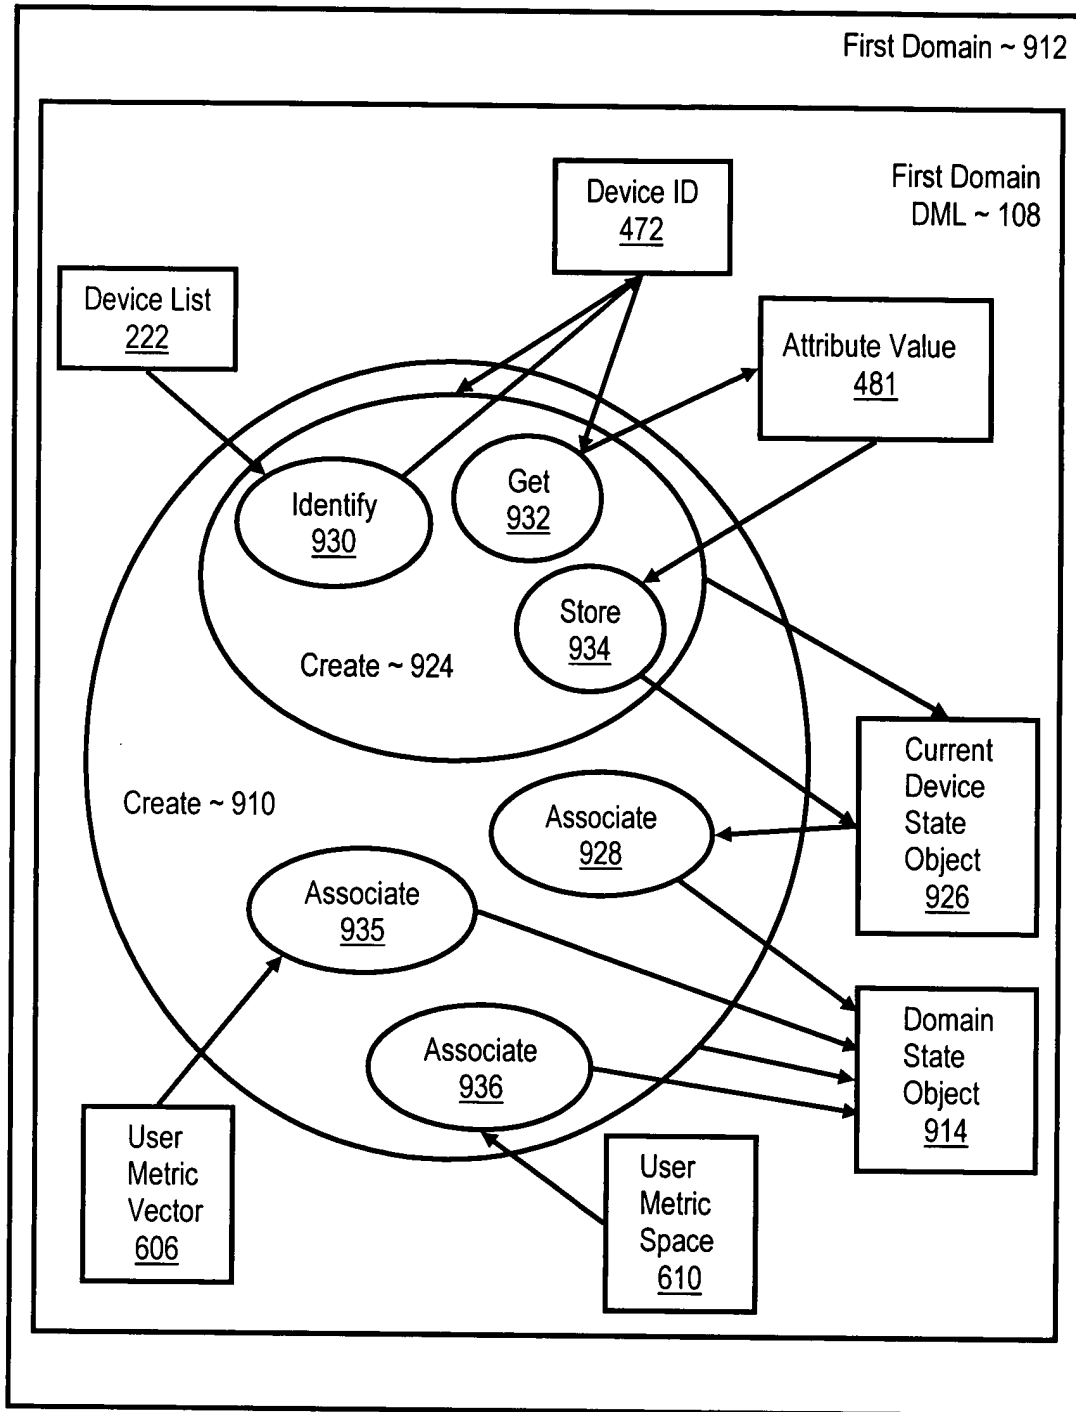 First Domain ~ 912
First Domain
DML ~ 108
Device ID
472
Device List
222
Attribute Value
481
Identify
930
Get
932
Store
934
Create ~ 924
Create ~ 910
Associate
928
Current
Device
State
Object
926
Associate
935
Associate
936
Domain
State
Object
914
User
Metric
Vector
606
User
Metric
Space
610